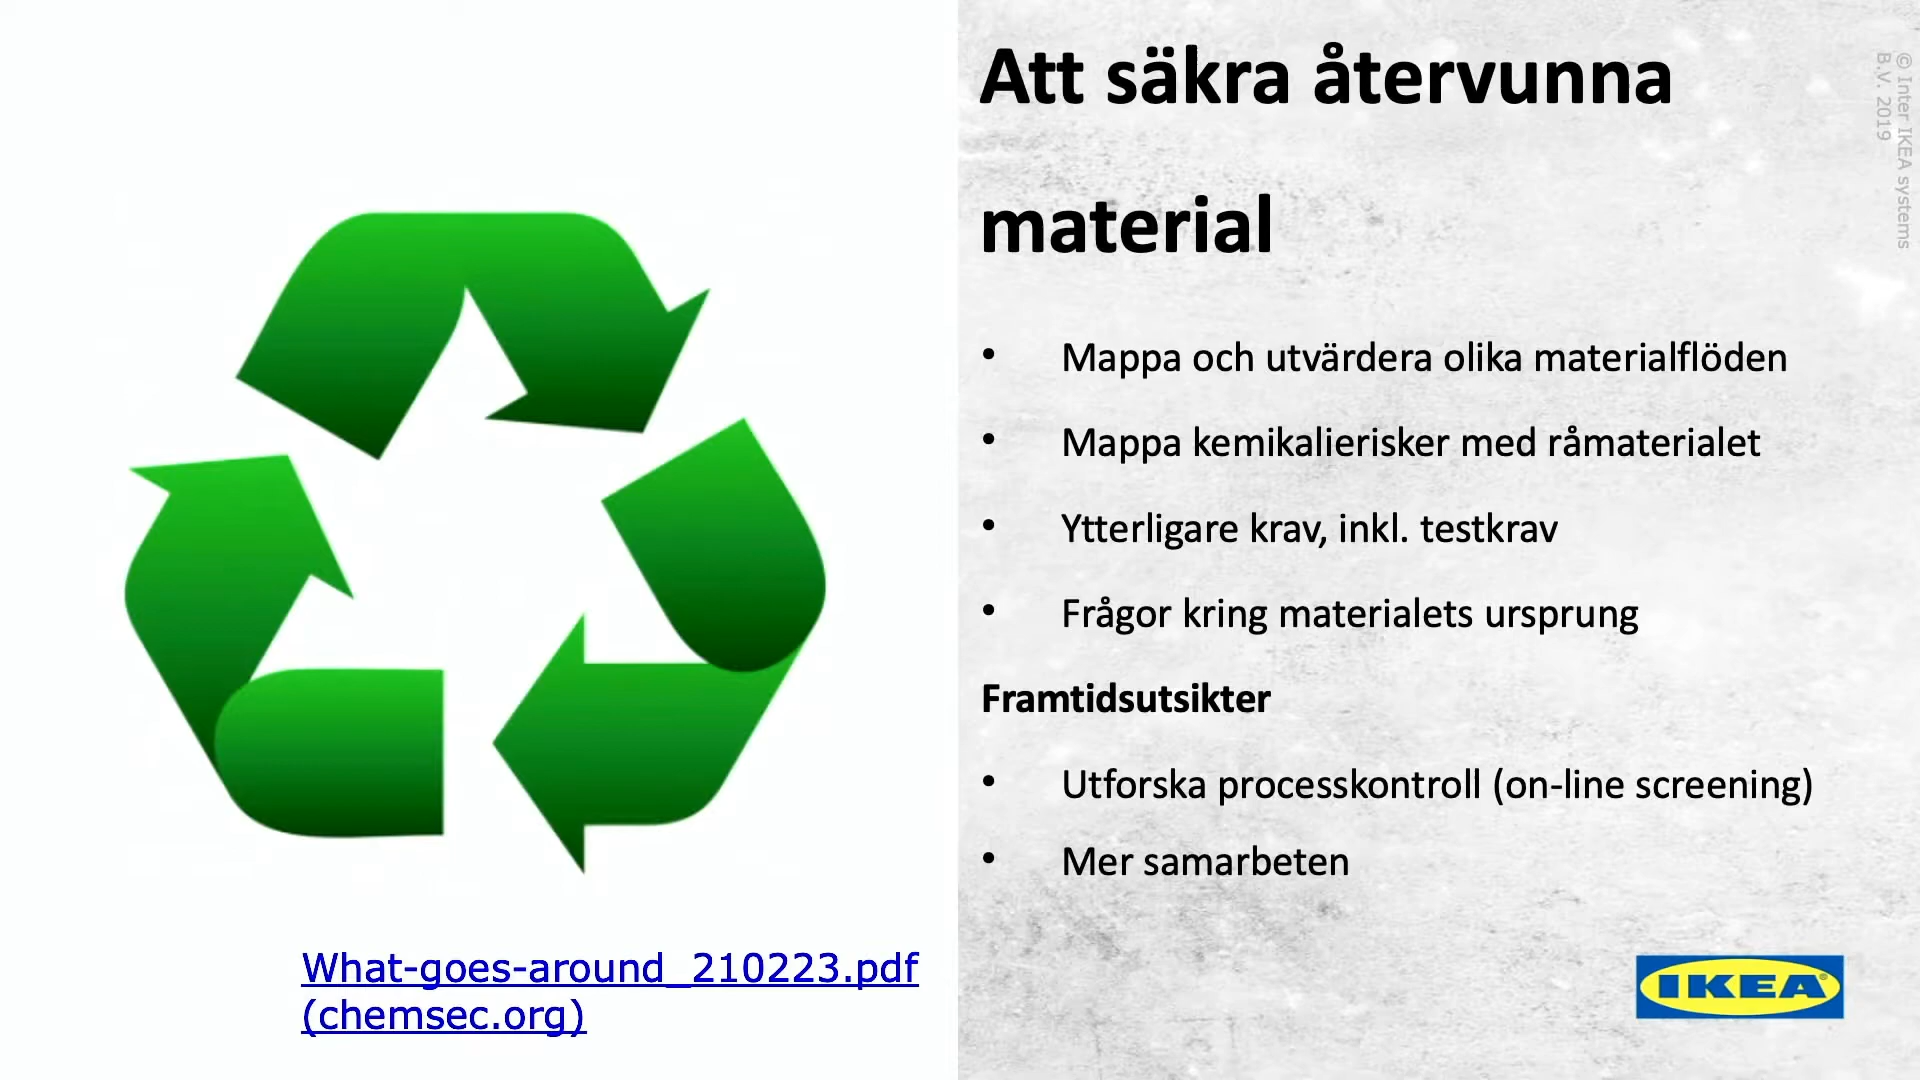 Att säkra återvunna
material
• Mappa och utvärdera olika materialflöden
• Mappa kemikalierisker med råmaterialet
• Ytterligare krav, inkl. testkrav
• Frågor kring materialets ursprung
Framtidsutsikter
• Utforska processkontroll (on-line screening)
• Mer samarbeten
What-goes-around_210223.pdf
(chemsec.org)
IKEA®
© Inter IKEA systems
B.V. 2019